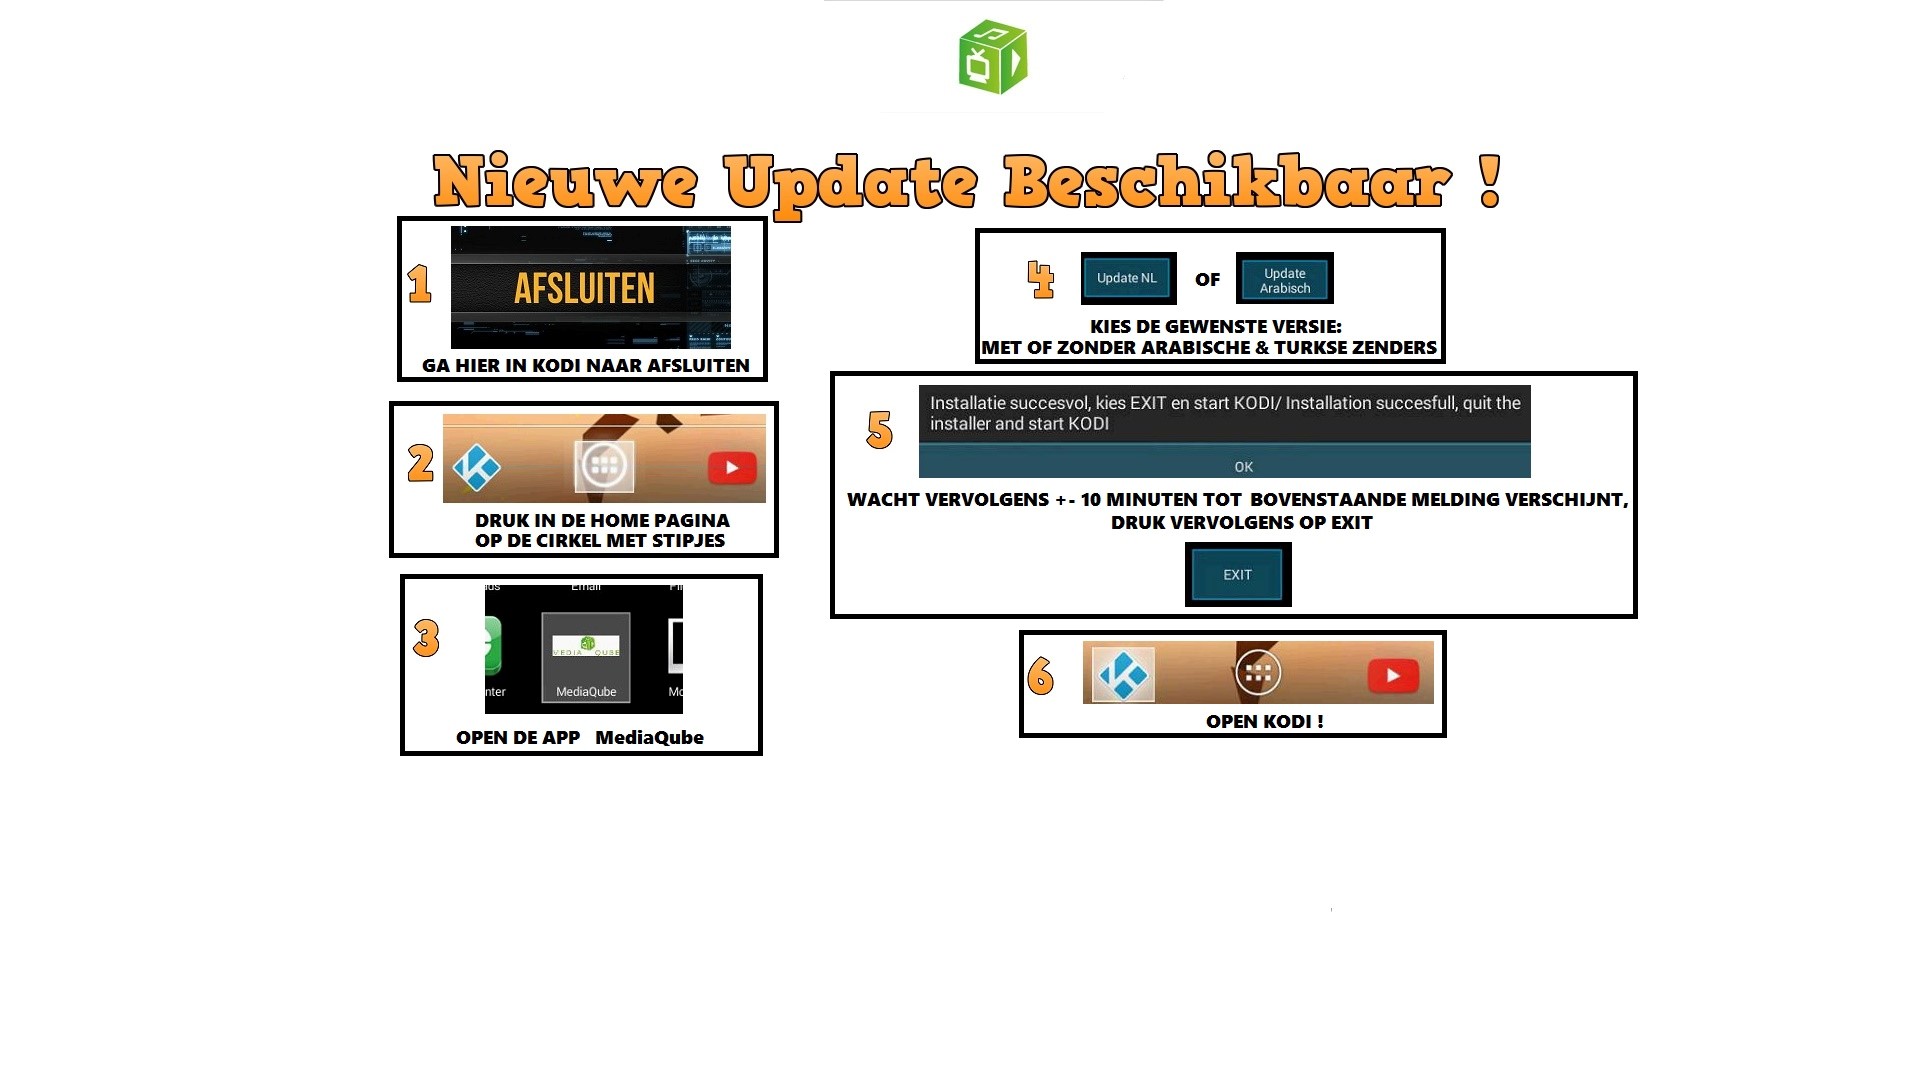 Nieuwe Update Beschikbaar !
1
AFSLUITEN
GA HIER IN KODI NAAR AFSLUITEN
2
DRUK IN DE HOME PAGINA
OP DE CIRKEL MET STIPJES
3
Email
nter
MEDIA QUBE
MediaQube
Mo
OPEN DE APP MediaQube
4
Update NL
OF
Update
Arabisch
KIES DE GEWENSTE VERSIE:
MET OF ZONDER ARABISCHE & TURKSE ZENDERS
5
Installatie succesvol, kies EXIT en start KODI/ Installation succesfull, quit the
installer and start KODI
OK
WACHT VERVOLGENS +- 10 MINUTEN TOT BOVENSTAANDE MELDING VERSCHIJNT,
DRUK VERVOLGENS OP EXIT
EXIT
6
OPEN KODI !